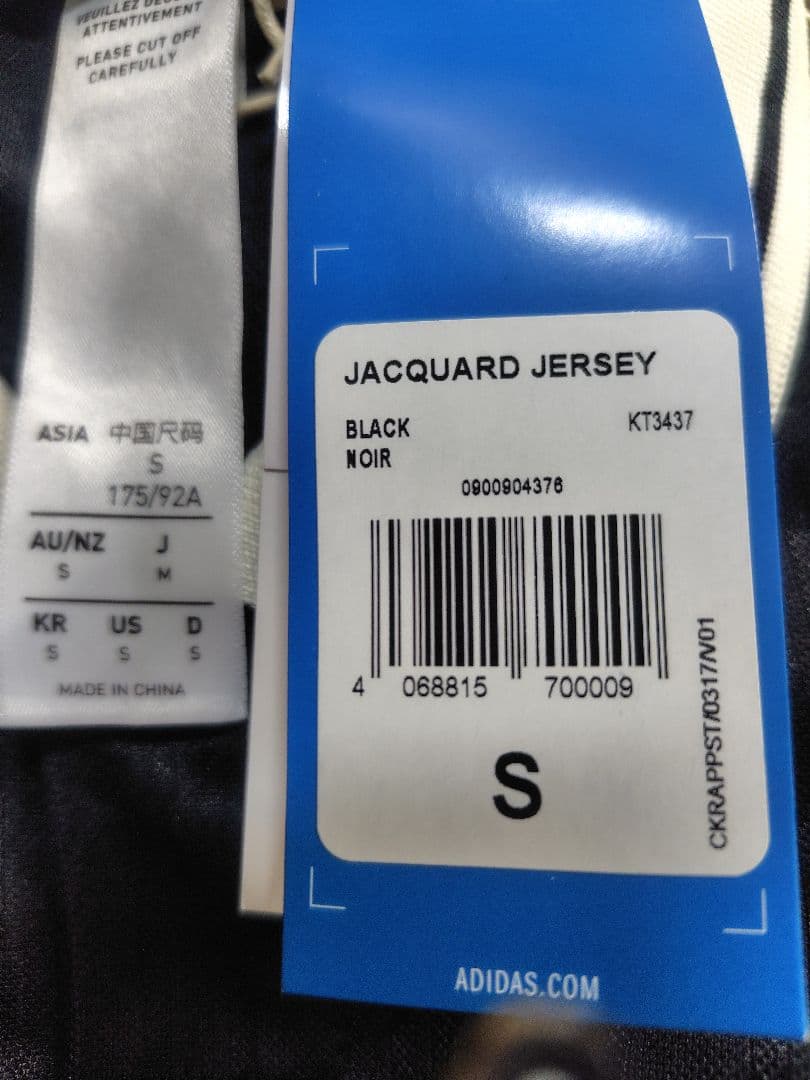 ATTENTIVEMENT
PLEASE CUT OFF
CAREFULLY
ASIA 中国尺码
S
175/92A
AU/NZ J
S M
KR US D
S S S
MADE IN CHINA
JACQUARD JERSEY
BLACK KT3437
NOIR
0900904376
4 068815 700009
S
CKRAPPST/0317/V01
ADIDAS.COM